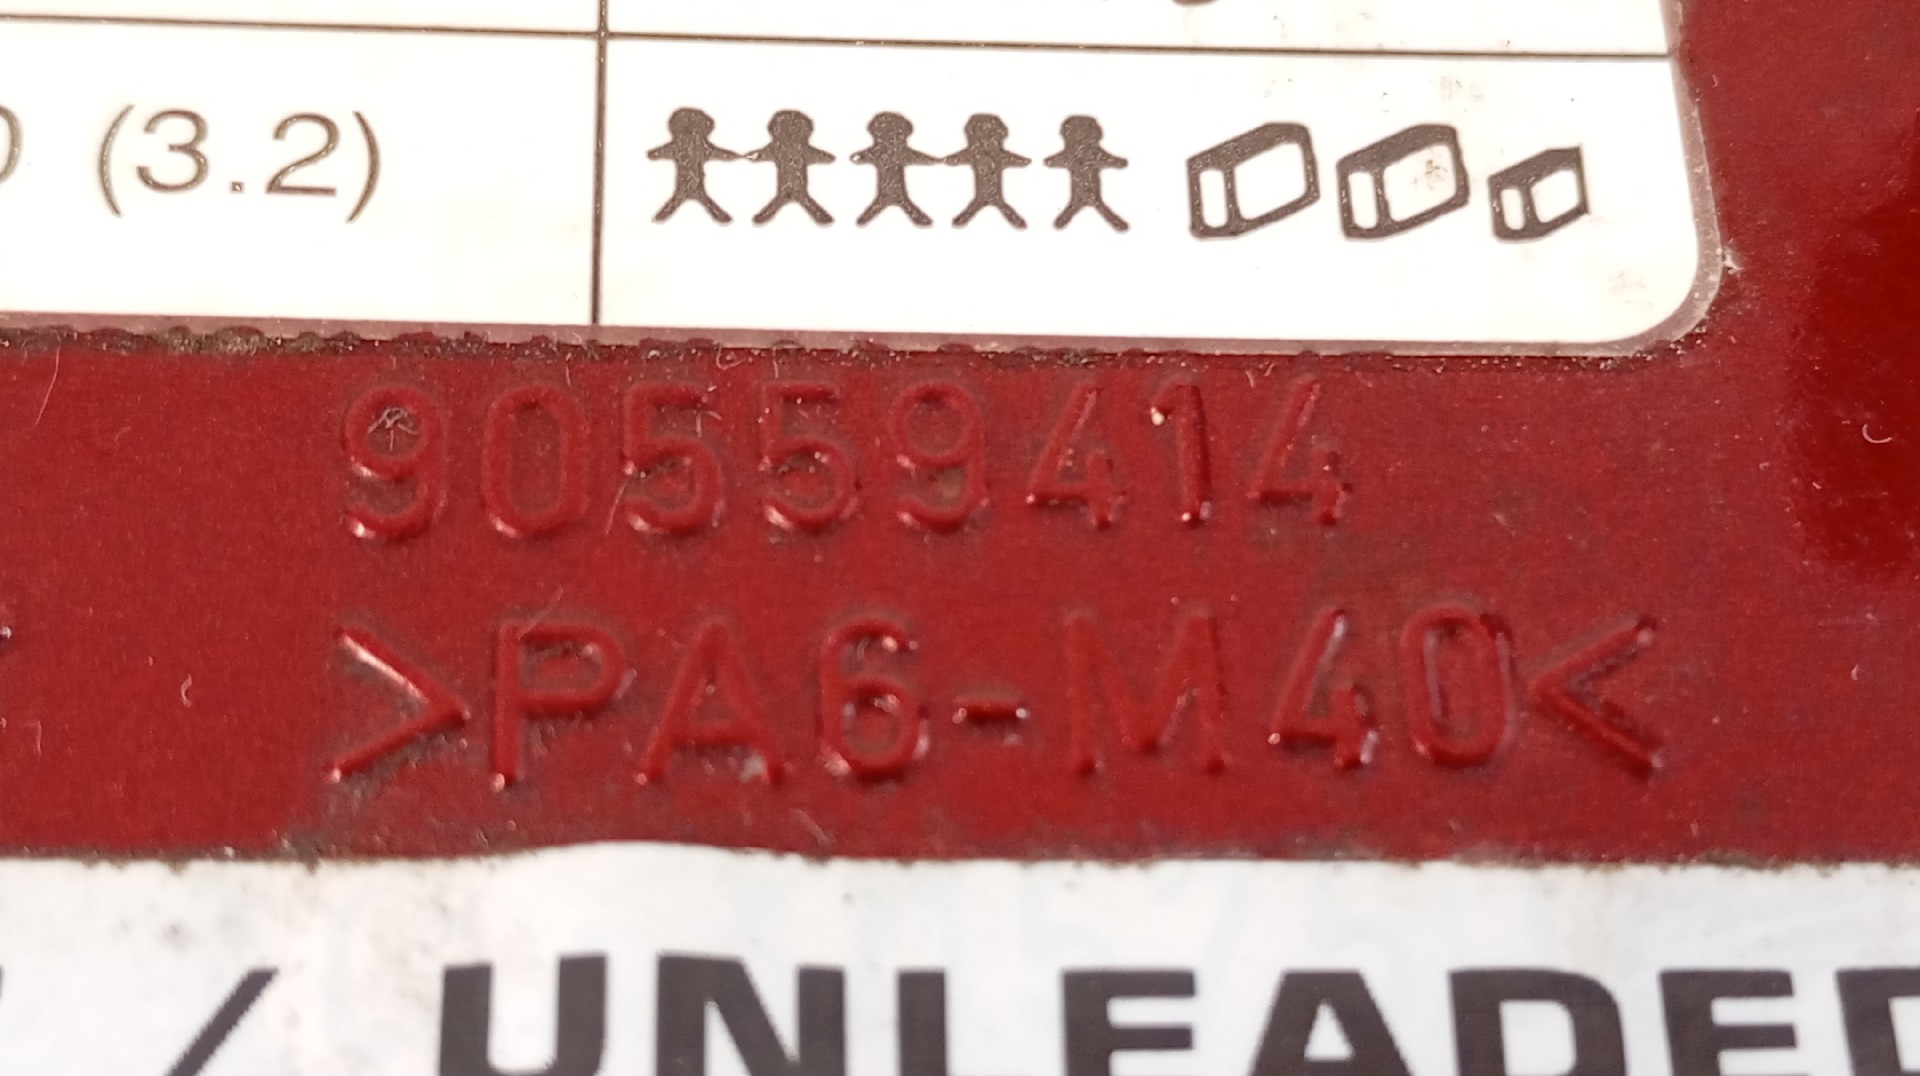 (3.2)
90559414
>PA6-M40<
/ UNLEADED